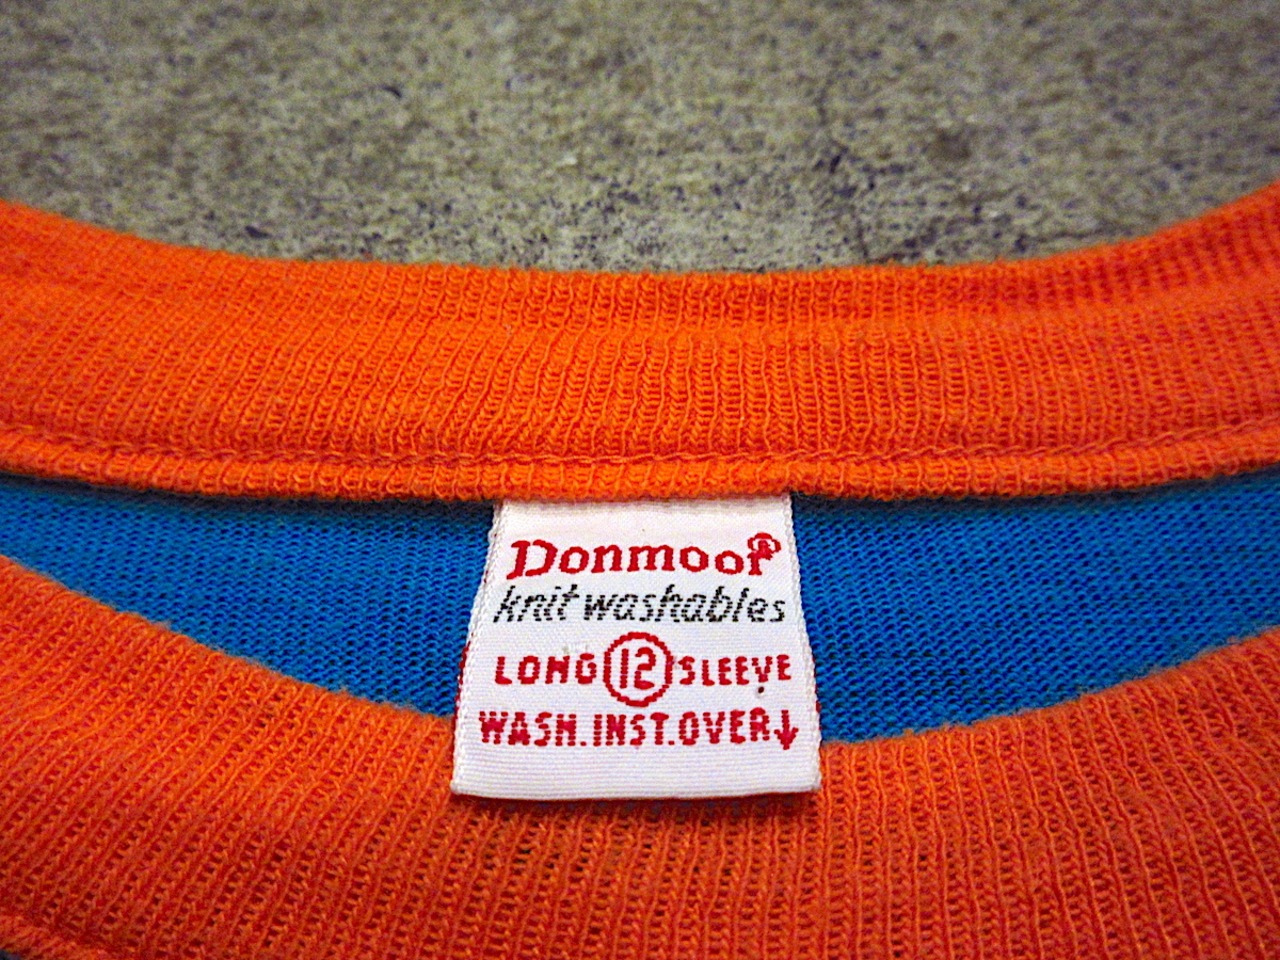 Donmoor®
knit washables
LONG 12 SLEEVE
WASH.INST.OVER↓